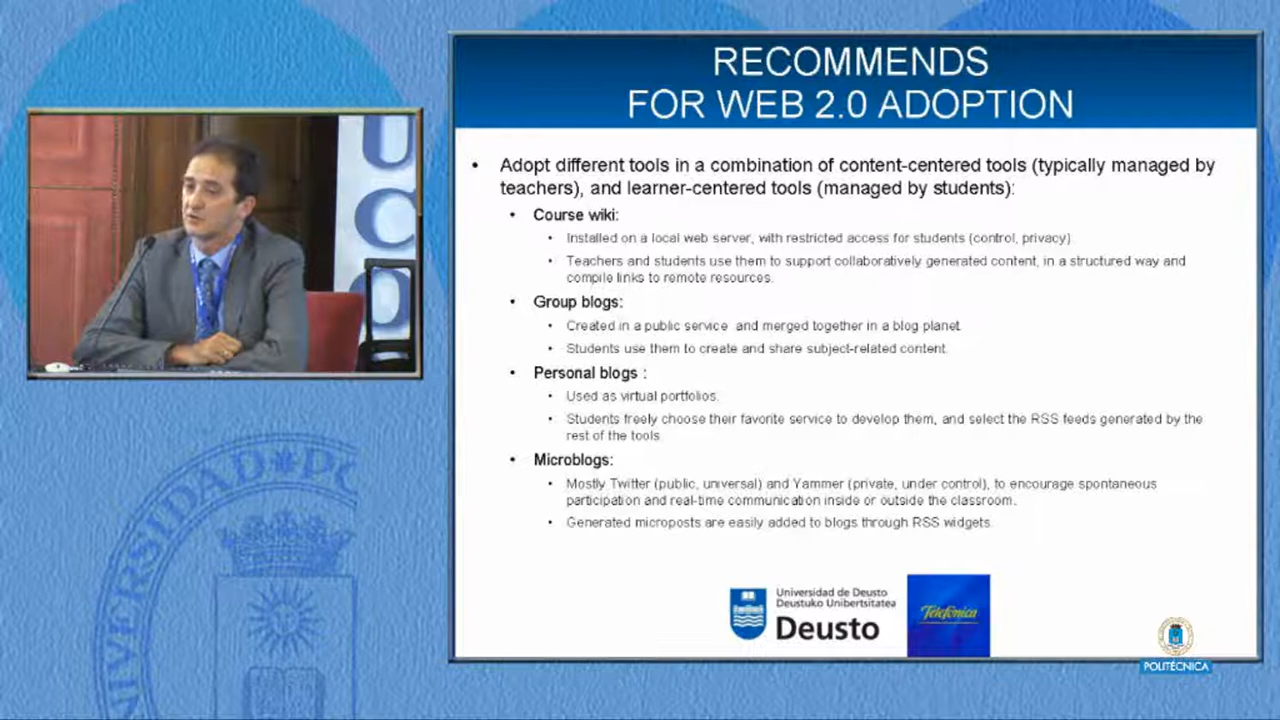 RECOMMENDS
FOR WEB 2.0 ADOPTION
• Adopt different tools in a combination of content-centered tools (typically managed by
teachers), and learner-centered tools (managed by students):
• Course wiki:
• Installed on a local web server, with restricted access for students (control, privacy)
• Teachers and students use them to support collaboratively generated content, in a structured way and
compile links to remote resources.
• Group blogs:
• Created in a public service and merged together in a blog planet.
• Students use them to create and share subject-related content.
• Personal blogs :
• Used as virtual portfolios.
• Students freely choose their favorite service to develop them, and select the RSS feeds generated by the
rest of the tools.
• Microblogs:
• Mostly Twitter (public, universal) and Yammer (private, under control), to encourage spontaneous
participation and real-time communication inside or outside the classroom.
• Generated microposts are easily added to blogs through RSS widgets.
Universidad de Deusto
Deustuko Unibertsitatea
Deusto
Telefónica
POLITÉCNICA
UCO